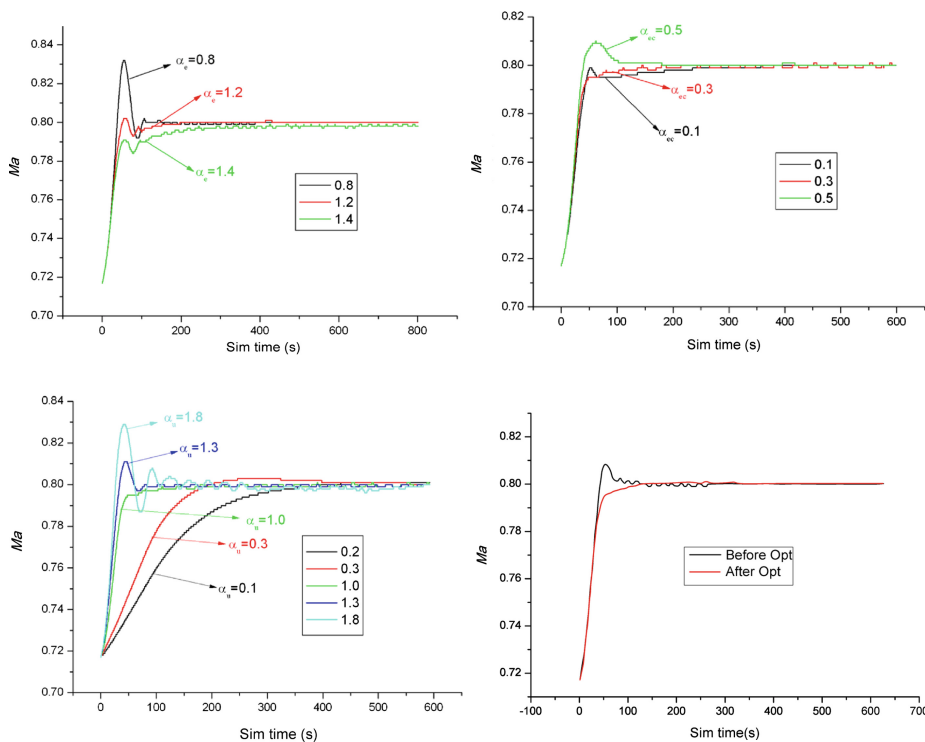 0.84
0.82
0.80
0.78
0.76
0.74
0.72
0.70
Ma
αe=0.8
αe=1.2
αe=1.4
0.8
1.2
1.4
0 200 400 600 800
Sim time (s)
0.82
0.80
0.78
0.76
0.74
0.72
0.70
Ma
αec=0.5
αec=0.3
αec=0.1
0.1
0.3
0.5
0 100 200 300 400 500 600
Sim time (s)
0.84
0.82
0.80
0.78
0.76
0.74
0.72
0.70
Ma
αu=1.8
αu=1.3
αu=1.0
αu=0.3
αu=0.1
0.2
0.3
1.0
1.3
1.8
0 100 200 300 400 500 600
Sim time (s)
0.82
0.80
0.78
0.76
0.74
0.72
Ma
Before Opt
After Opt
-100 0 100 200 300 400 500 600 700
Sim time(s)